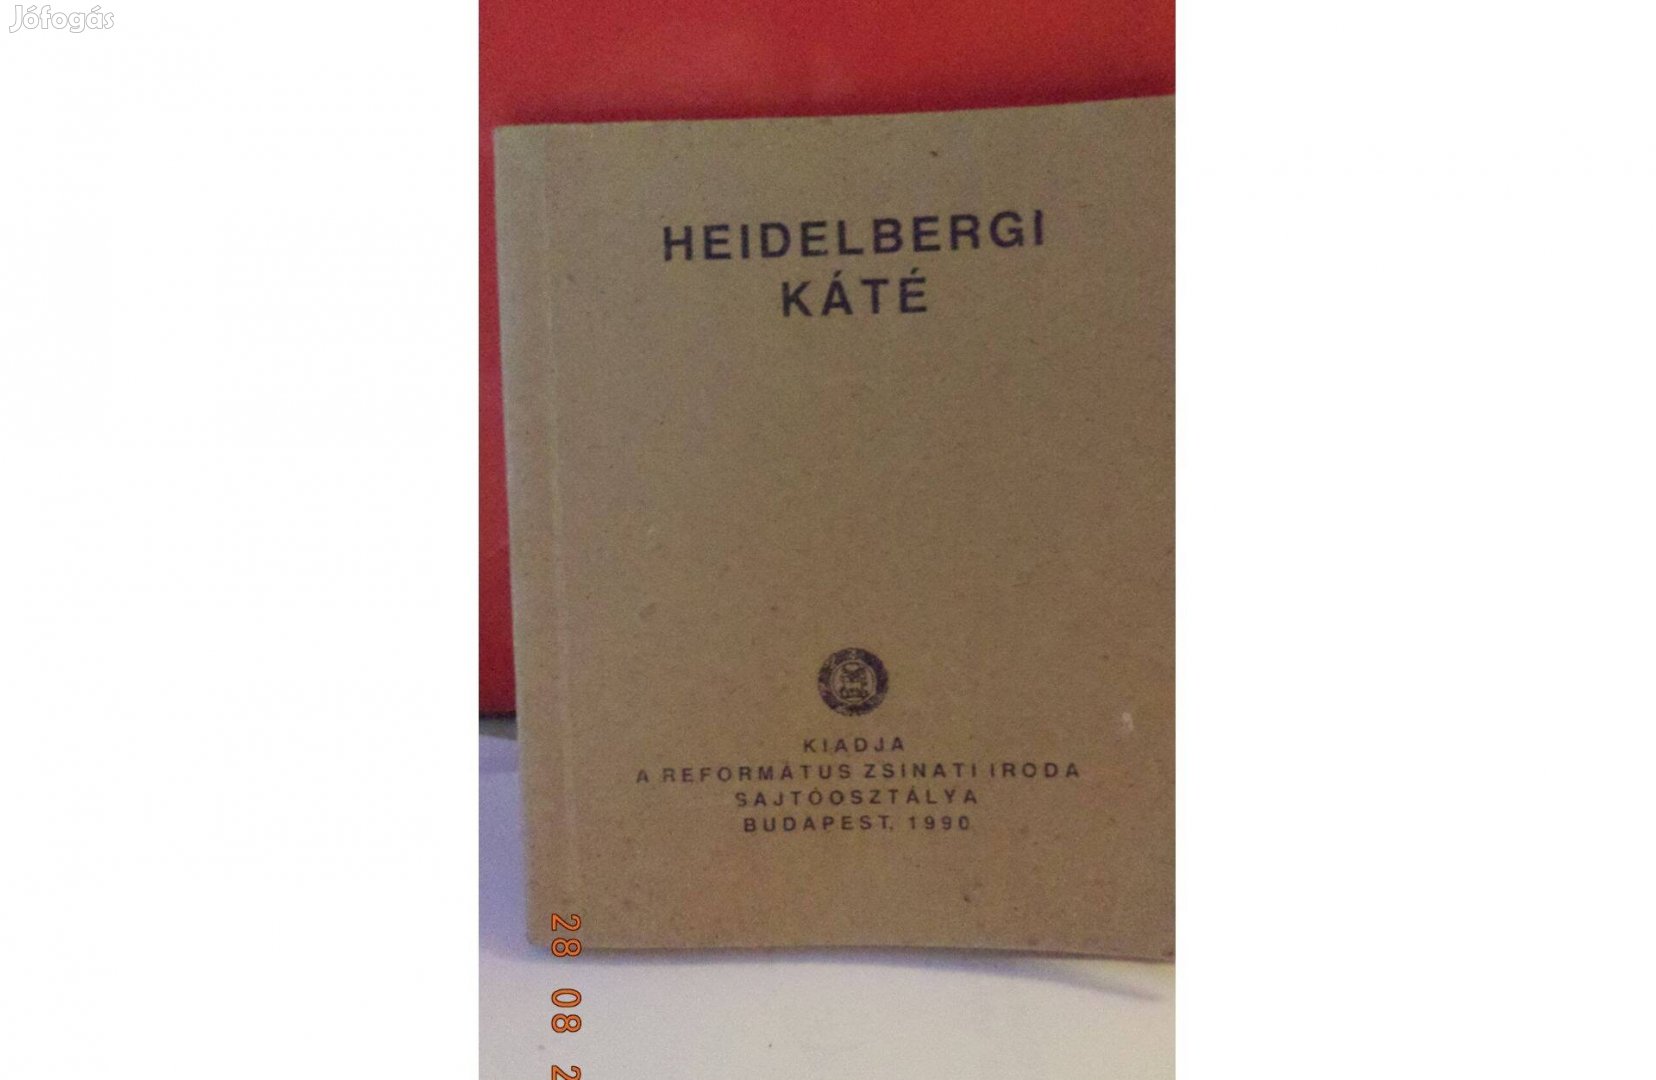 Jófogás
HEIDELBERGI
KÁTÉ
KIADJA
A REFORMÁTUS ZSINATI IRODA
SAJTÓOSZTÁLYA
BUDAPEST, 1990
28 08 2